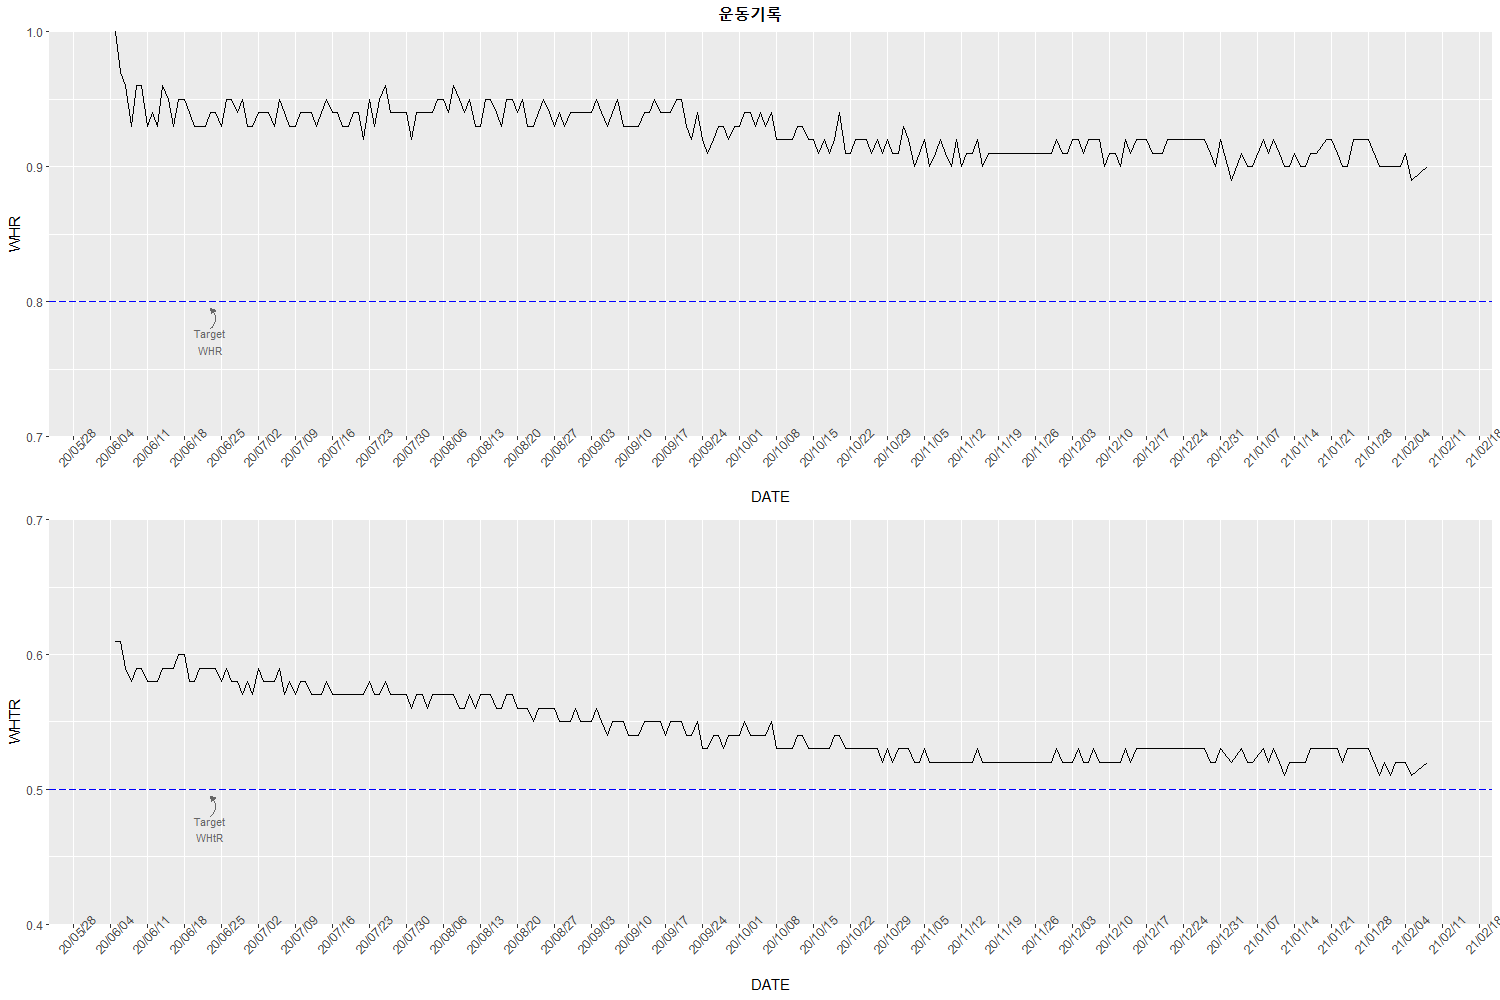 운동기록
WHR
1.0
0.9
0.8
0.7
Target
WHR
20/05/28 20/06/04 20/06/11 20/06/18 20/06/25 20/07/02 20/07/09 20/07/16 20/07/23 20/07/30 20/08/06 20/08/13 20/08/20 20/08/27 20/09/03 20/09/10 20/09/17 20/09/24 20/10/01 20/10/08 20/10/15 20/10/22 20/10/29 20/11/05 20/11/12 20/11/19 20/11/26 20/12/03 20/12/10 20/12/17 20/12/24 20/12/31 21/01/07 21/01/14 21/01/21 21/01/28 21/02/04 21/02/11 21/02/18
DATE
WHTR
0.7
0.6
0.5
0.4
Target
WHtR
20/05/28 20/06/04 20/06/11 20/06/18 20/06/25 20/07/02 20/07/09 20/07/16 20/07/23 20/07/30 20/08/06 20/08/13 20/08/20 20/08/27 20/09/03 20/09/10 20/09/17 20/09/24 20/10/01 20/10/08 20/10/15 20/10/22 20/10/29 20/11/05 20/11/12 20/11/19 20/11/26 20/12/03 20/12/10 20/12/17 20/12/24 20/12/31 21/01/07 21/01/14 21/01/21 21/01/28 21/02/04 21/02/11 21/02/18
DATE